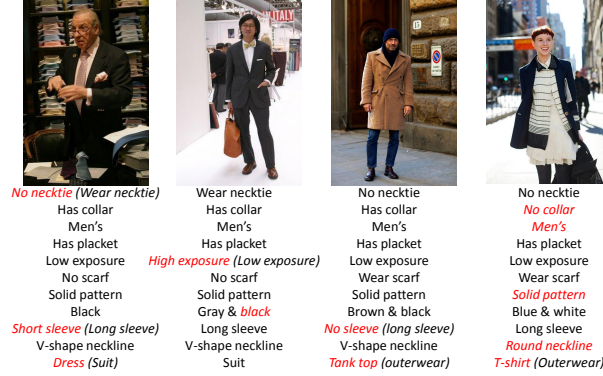 ITALY
No necktie (Wear necktie)
Has collar
Men's
Has placket
Low exposure
No scarf
Solid pattern
Black
Short sleeve (Long sleeve)
V-shape neckline
Dress (Suit)
Wear necktie
Has collar
Men's
Has placket
High exposure (Low exposure)
No scarf
Solid pattern
Gray & black
Long sleeve
V-shape neckline
Suit
No necktie
Has collar
Men's
Has placket
Low exposure
Wear scarf
Solid pattern
Brown & black
No sleeve (long sleeve)
V-shape neckline
Tank top (outerwear)
No necktie
No collar
Men's
Has placket
Low exposure
Wear scarf
Solid pattern
Blue & white
Long sleeve
Round neckline
T-shirt (Outerwear)